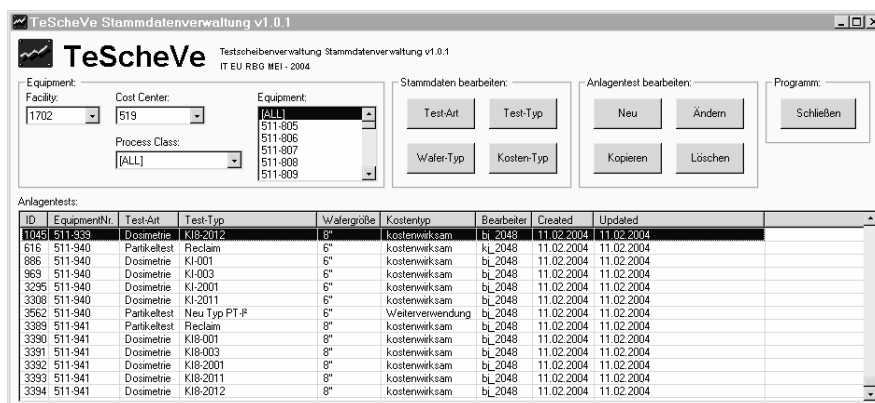 TeScheVe Stammdatenverwaltung v1.0.1
TeScheVe
Testscheibenverwaltung Stammdatenverwaltung v1.0.1
IT EU RBG MEI - 2004
Equipment:
Facility:
1702
Cost Center:
519
Process Class:
[ALL]
Equipment:
[ALL]
511-805
511-806
511-807
511-808
511-809
Stammdaten bearbeiten:
Test-Art Test-Typ
Wafer-Typ Kosten-Typ
Anlagentest bearbeiten:
Neu Ändern
Kopieren Löschen
Programm:
Schließen
Anlagentests:
ID EquipmentNr. Test-Art Test-Typ Wafergröße Kostentyp Bearbeiter Created Updated
1045 511-939 Dosimetrie KI8-2012 8" kostenwirksam bj_2048 11.02.2004 11.02.2004
616 511-940 Partikeltest Reclaim 6" kostenwirksam kj_2048 11.02.2004 11.02.2004
886 511-940 Dosimetrie KI-001 6" kostenwirksam bj_2048 11.02.2004 11.02.2004
969 511-940 Dosimetrie KI-003 6" kostenwirksam bj_2048 11.02.2004 11.02.2004
3295 511-940 Dosimetrie KI-2001 6" kostenwirksam bj_2048 11.02.2004 11.02.2004
3308 511-940 Dosimetrie KI-2011 6" kostenwirksam bj_2048 11.02.2004 11.02.2004
3562 511-940 Partikeltest Neu Typ 6" Weiterverwendung bj_2048 11.02.2004 11.02.2004
3389 511-941 Partikeltest Reclaim 8" kostenwirksam bj_2048 11.02.2004 11.02.2004
3390 511-941 Dosimetrie KI8-001 8" kostenwirksam bj_2048 11.02.2004 11.02.2004
3391 511-941 Dosimetrie KI8-003 8" kostenwirksam bj_2048 11.02.2004 11.02.2004
3392 511-941 Dosimetrie KI8-2001 8" kostenwirksam bj_2048 11.02.2004 11.02.2004
3393 511-941 Dosimetrie KI8-2011 8" kostenwirksam bj_2048 11.02.2004 11.02.2004
3394 511-941 Dosimetrie KI8-2012 8" kostenwirksam bj_2048 11.02.2004 11.02.2004